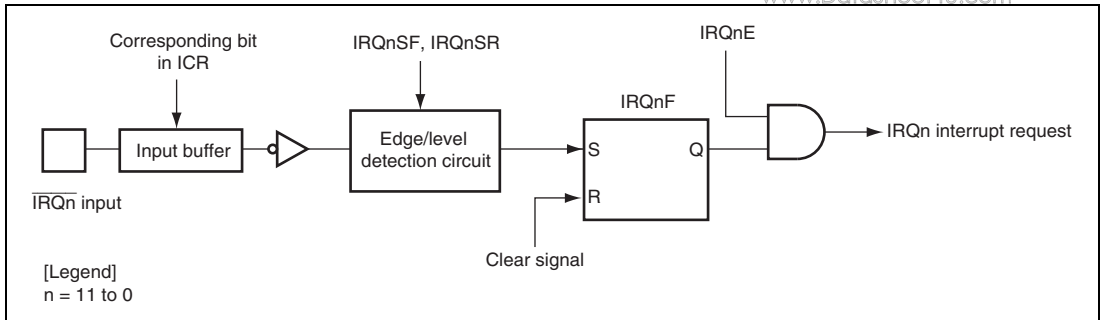 Corresponding bit
in ICR
IRQnSF, IRQnSR
IRQnE
IRQnF
Input buffer
Edge/level
detection circuit
S
Q
R
IRQn interrupt request
IRQn input
Clear signal
[Legend]
n = 11 to 0